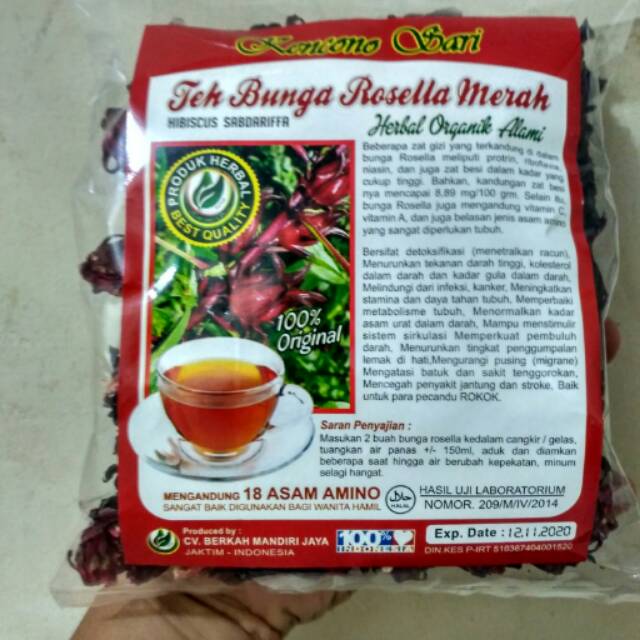 Kencono Sari
Teh Bunga Rosella Merah
HIBISCUS SABDARIFFA
Herbal Organik Alami
PRODUK HERBAL
BEST QUALITY
100%
Original
Beberapa zat gizi yang terkandung di dalam
bunga Rosella meliputi protrin, riboflavin,
niasin, dan juga zat besi dalam kadar yang
cukup tinggi. Bahkan, kandungan zat besi
nya mencapai 8,89 mg/100 grm. Selain itu,
bunga Rosella juga mengandung vitamin C,
vitamin A, dan juga belasan jenis asam amino
yang sangat diperlukan tubuh.
Bersifat detoksifikasi (menetralkan racun),
Menurunkan tekanan darah tinggi, kolesterol
dalam darah dan kadar gula dalam darah,
Melindungi dari infeksi, kanker, Meningkatkan
stamina dan daya tahan tubuh, Memperbaiki
metabolisme tubuh, Menormalkan kadar
asam urat dalam darah, Mampu menstimulir
sistem sirkulasi Memperkuat pembuluh
darah, Menurunkan tingkat penggumpalan
lemak di hati,Mengurangi pusing (migrane)
Mengatasi batuk dan sakit tenggorokan,
Mencegah penyakit jantung dan stroke, Baik
untuk para pecandu ROKOK.
Saran Penyajian :
Masukan 2 buah bunga rosella kedalam cangkir / gelas,
tuangkan air panas +/- 150ml, aduk dan diamkan
beberapa saat hingga air berubah kepekatan, minum
selagi hangat.
MENGANDUNG 18 ASAM AMINO
SANGAT BAIK DIGUNAKAN BAGI WANITA HAMIL
حلال
HALAL
HASIL UJI LABORATORIUM
NOMOR. 209/M/IV/2014
Produced by :
CV. BERKAH MANDIRI JAYA
JAKTIM - INDONESIA
100%
INDONESIA
Exp. Date : 12.11.2020
DIN.KES P-IRT 510367404001520